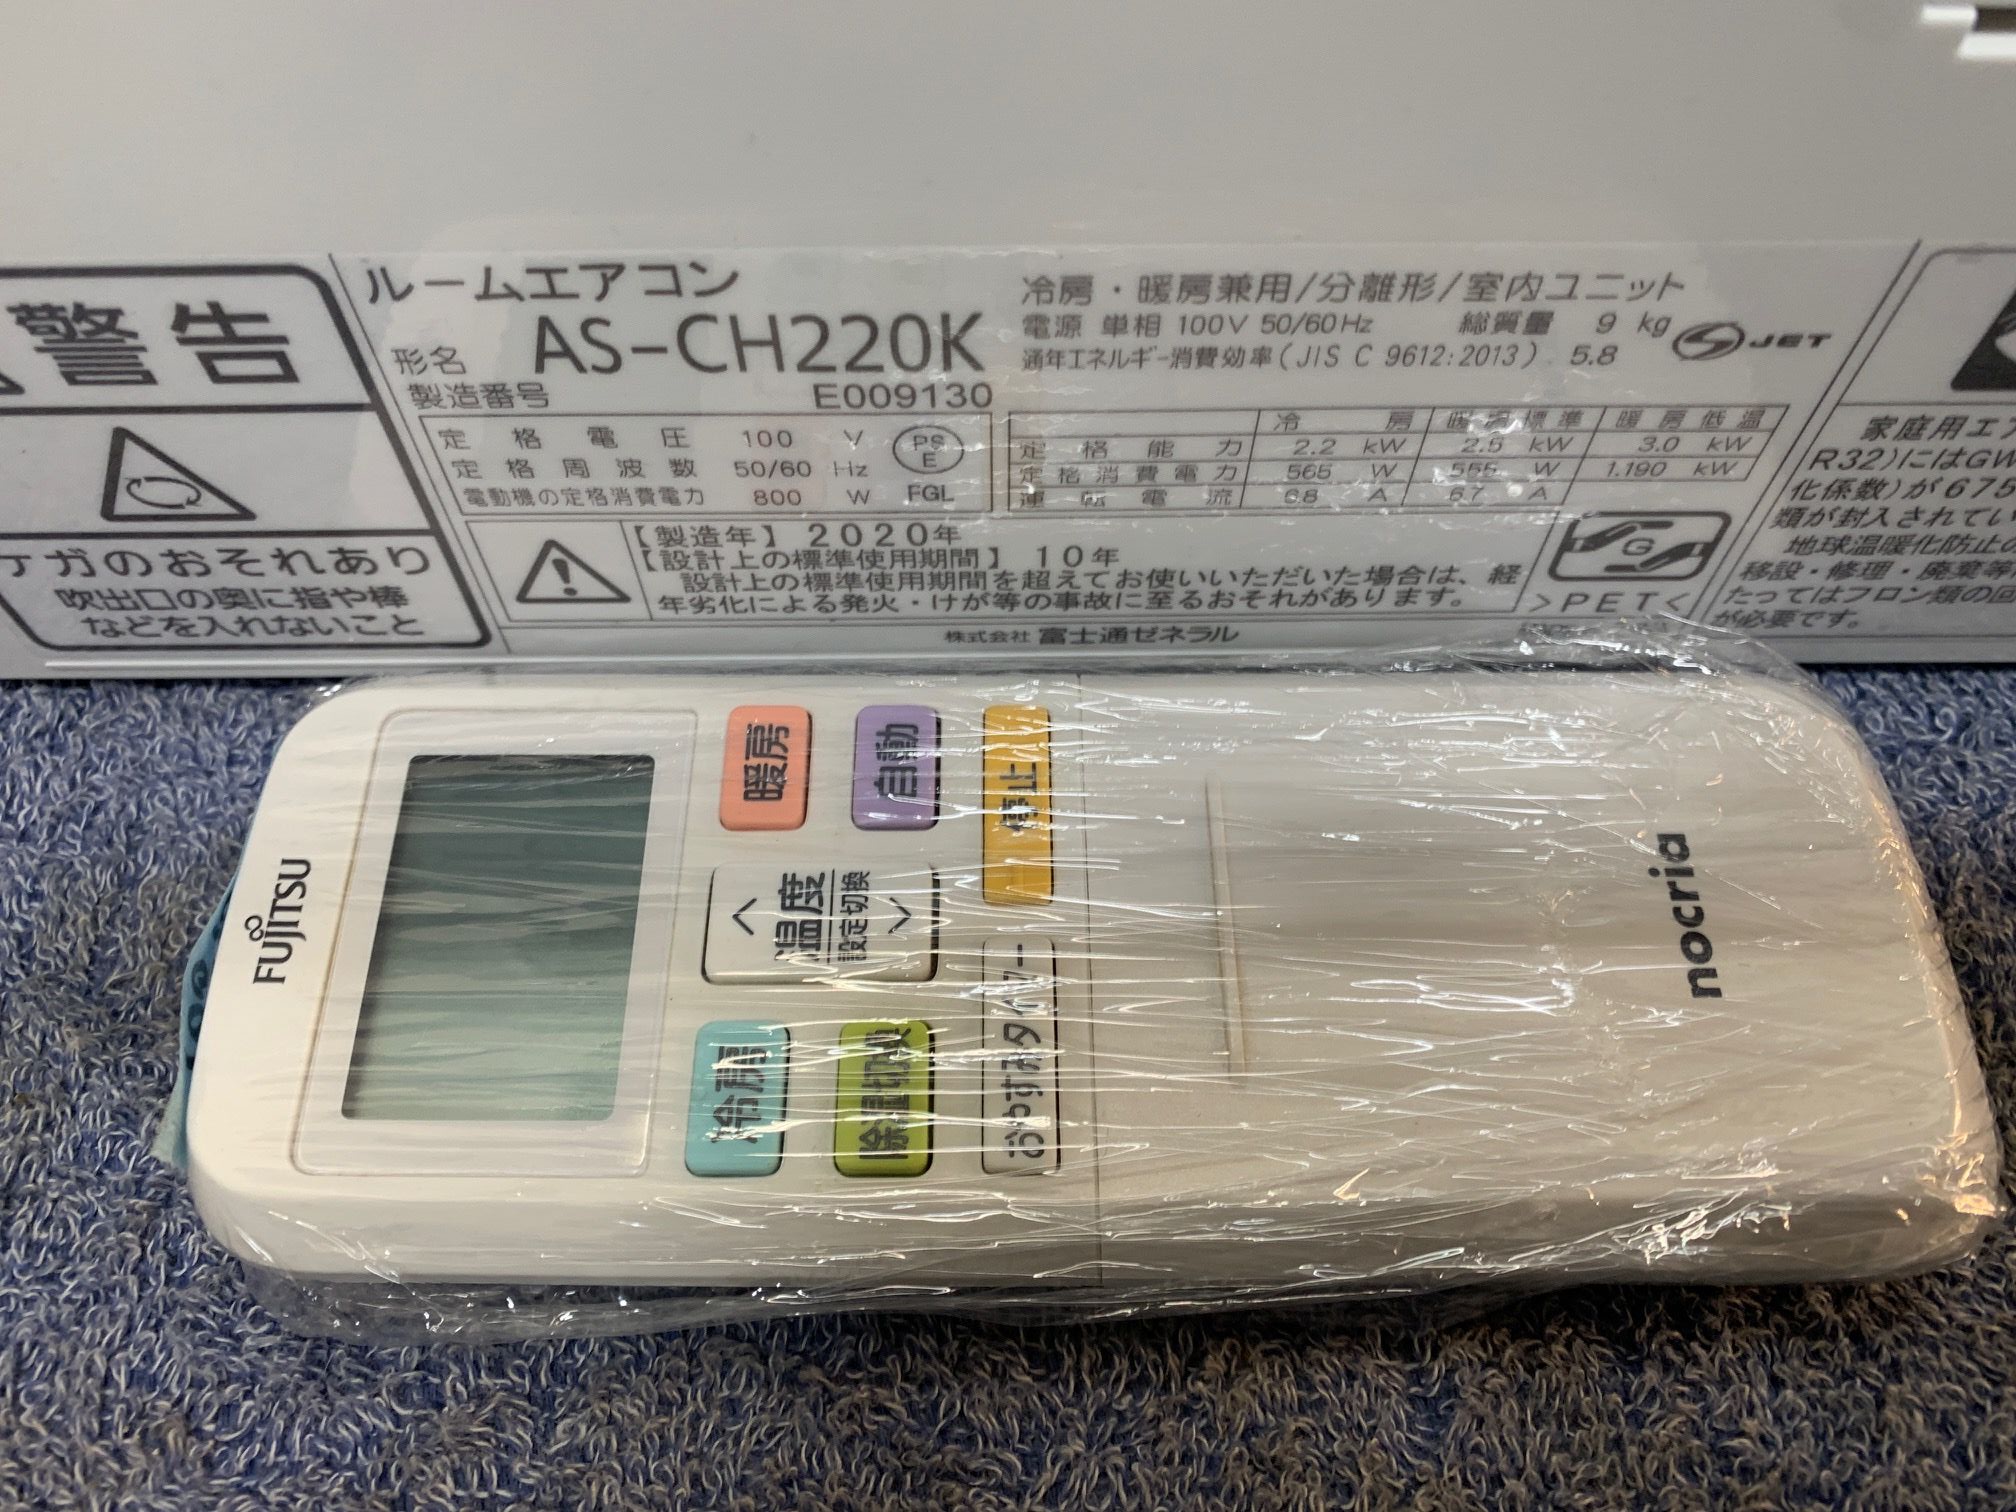 警告
ケガのおそれあり
吹出口の奥に指や棒
などを入れないこと
ルームエアコン
形名 AS-CH220K
製造番号 E009130
定格電圧 100 V
定格周波数 50/60 Hz
電動機の定格消費電力 800 W
PS
E
FGL
冷房・暖房兼用/分離形/室内ユニット
電源 単相 100V 50/60Hz 総質量 9 kg
通年エネルギー消費効率(JIS C 9612:2013) 5.8
JET
冷房 暖房標準 暖房低温
定格能力 2.2 kW 2.5 kW 3.0 kW
定格消費電力 565 W 555 W 1.190 kW
運転電流 6.8 A 6.7 A
【製造年】2020年
【設計上の標準使用期間】10年
設計上の標準使用期間を超えてお使いいただいた場合は、経
年劣化による発火・けが等の事故に至るおそれがあります。
G
>PET<
株式会社 富士通ゼネラル
家庭用エア
R32)にはGW
化係数)が675
類が封入されてい
地球温暖化防止の
移設・修理・廃棄等
たってはフロン類の回
が必要です。
FUJITSU
暖房
自動
停止
温度
設定切換
冷房
除湿切換
おやすみタイマー
nocria